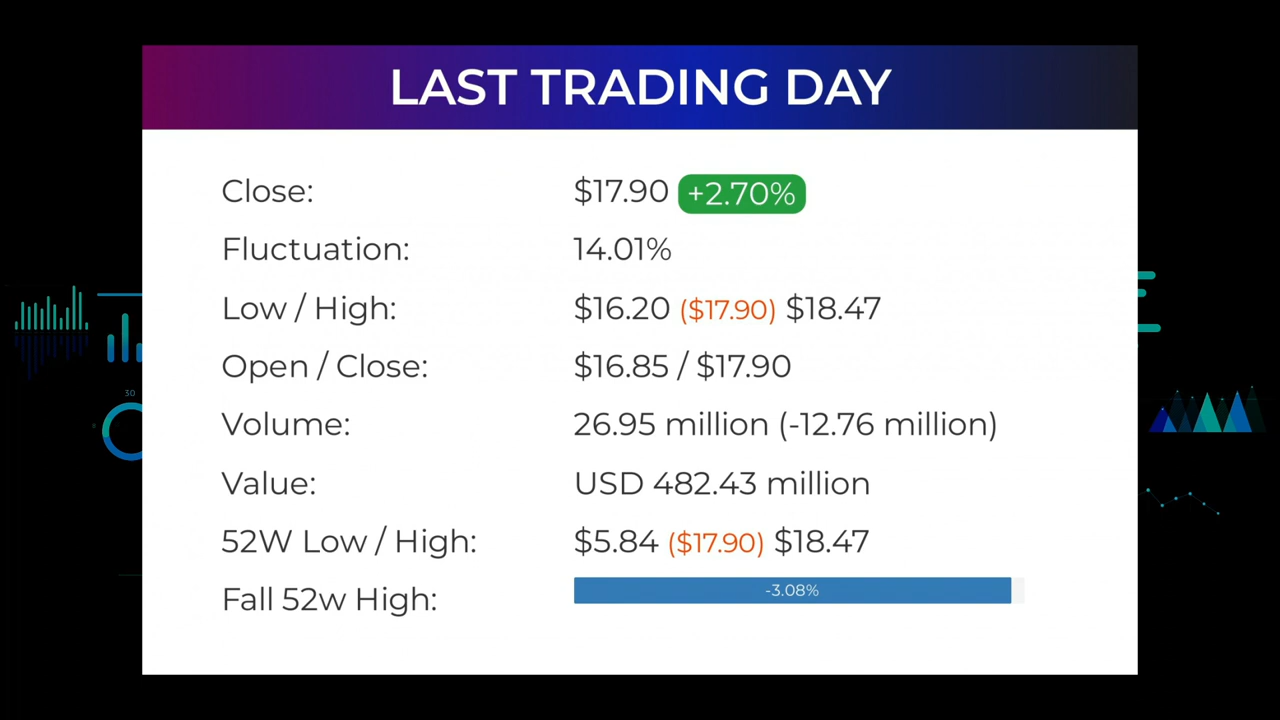 LAST TRADING DAY
Close: $17.90 +2.70%
Fluctuation: 14.01%
Low / High: $16.20 ($17.90) $18.47
Open / Close: $16.85 / $17.90
Volume: 26.95 million (-12.76 million)
Value: USD 482.43 million
52W Low / High: $5.84 ($17.90) $18.47
Fall 52w High: -3.08%
30